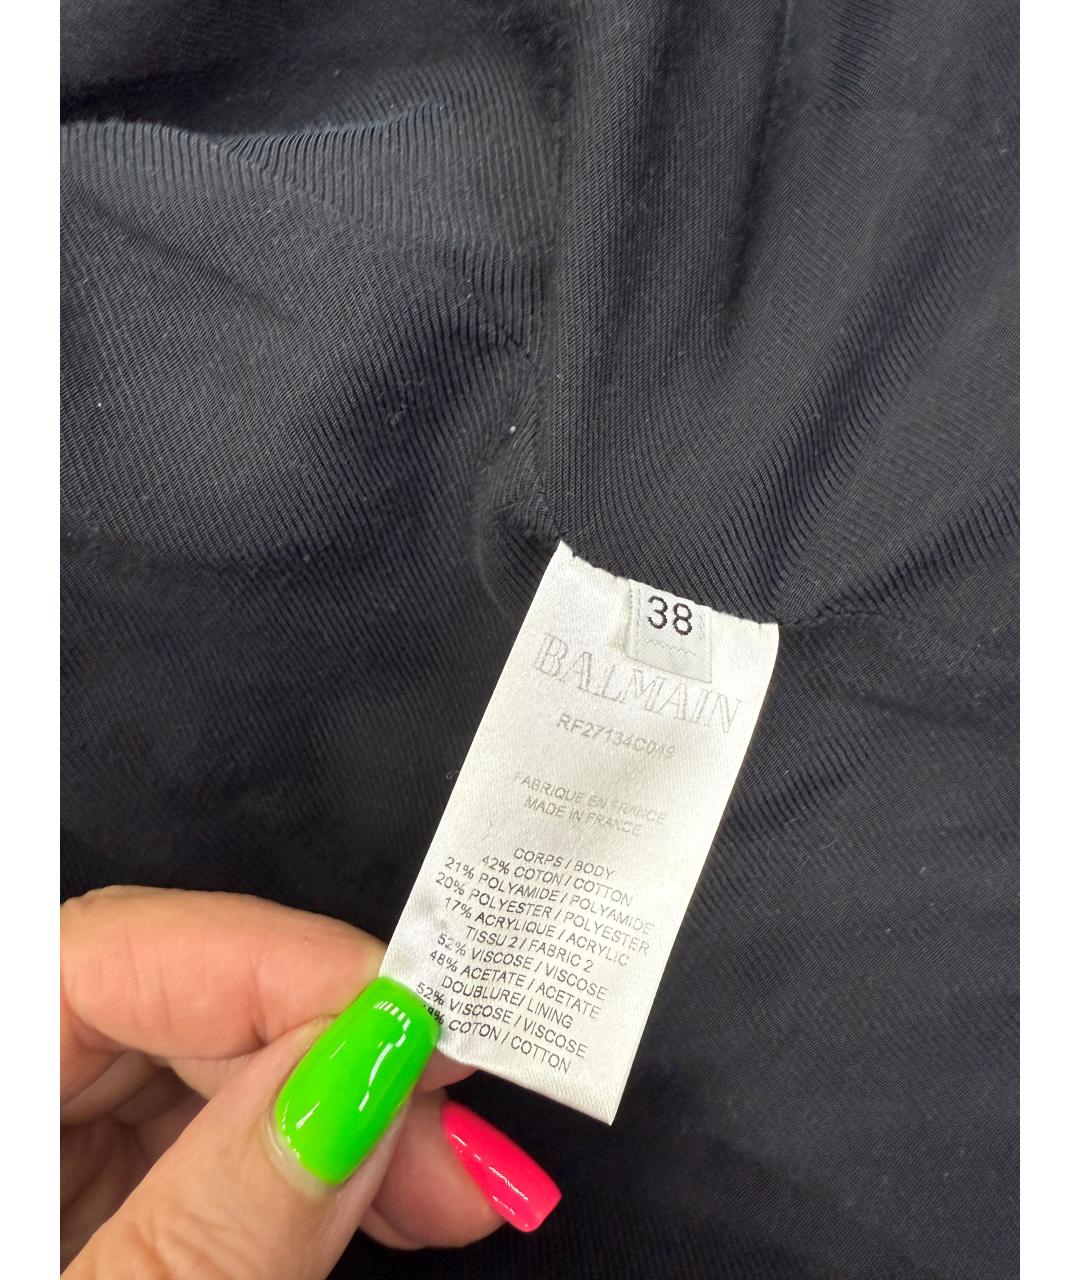 38
BALMAIN
RF27134C049
FABRIQUE EN FRANCE
MADE IN FRANCE
CORPS / BODY
42% COTON / COTTON
21% POLYAMIDE / POLYAMIDE
20% POLYESTER / POLYESTER
17% ACRYLIQUE / ACRYLIC
TISSU 2 / FABRIC 2
52% VISCOSE / VISCOSE
48% ACETATE / ACETATE
DOUBLURE/ LINING
52% VISCOSE / VISCOSE
COTON / COTTON